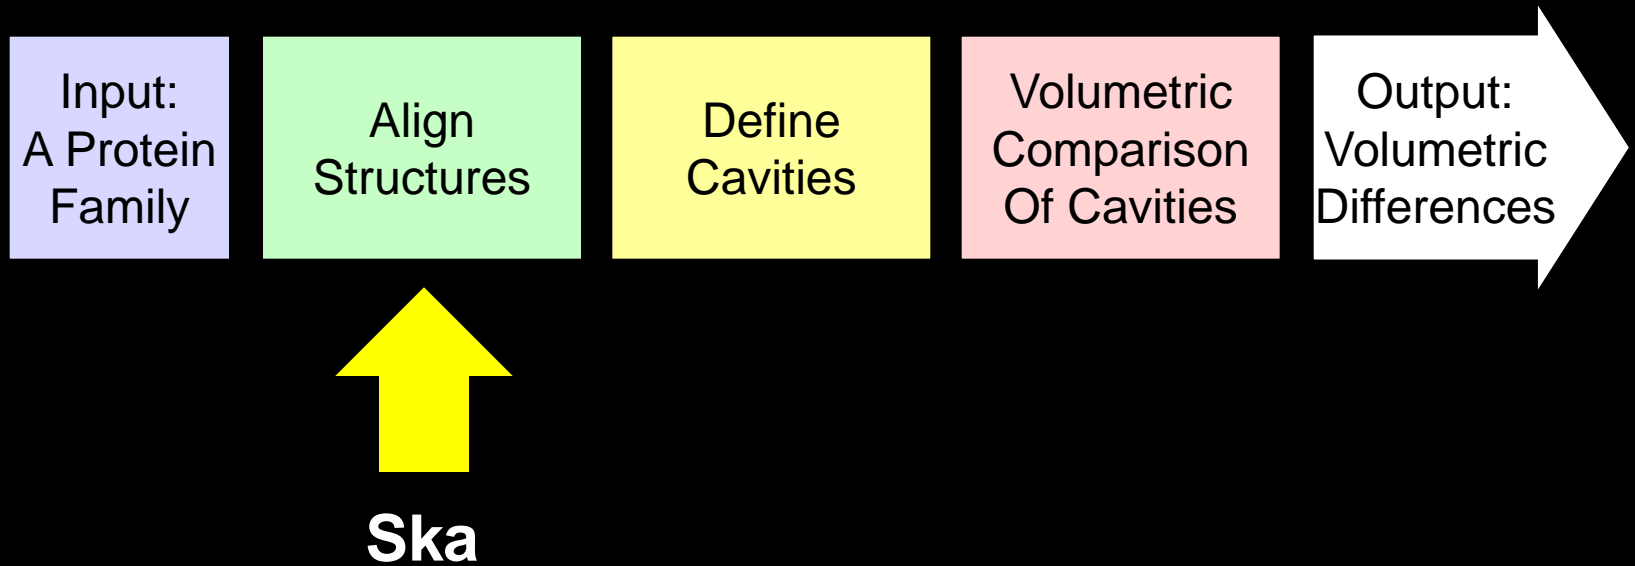 Input:
A Protein
Family
Align
Structures
Define
Cavities
Volumetric
Comparison
Of Cavities
Output:
Volumetric
Differences
Ska